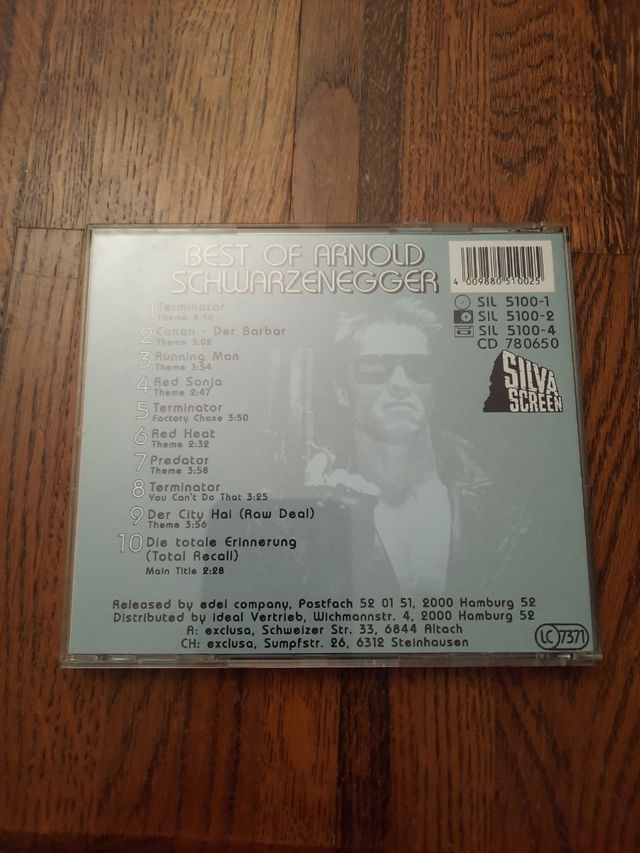 BEST OF ARNOLD
SCHWARZENEGGER
4 009880 510025
SIL 5100-1
SIL 5100-2
SIL 5100-4
CD 780650
SILVA
SCREEN
1 Terminator
Theme 4:30
2 Conan - Der Barbar
Theme 3:02
3 Running Man
Theme 3:54
4 Red Sonja
Theme 2:47
5 Terminator
Factory Chase 3:50
6 Red Heat
Theme 2:32
7 Predator
Theme 3:58
8 Terminator
You Can't Do That 3:25
9 Der City Hai (Raw Deal)
Theme 3:56
10 Die totale Erinnerung
(Total Recall)
Main Title 2:28
Released by edel company, Postfach 52 01 51, 2000 Hamburg 52
Distributed by ideal Vertrieb, Wichmannstr. 4, 2000 Hamburg 52
A: exclusa, Schweizer Str. 33, 6844 Altach
CH: exclusa, Sumpfstr. 26, 6312 Steinhausen
LC 7371